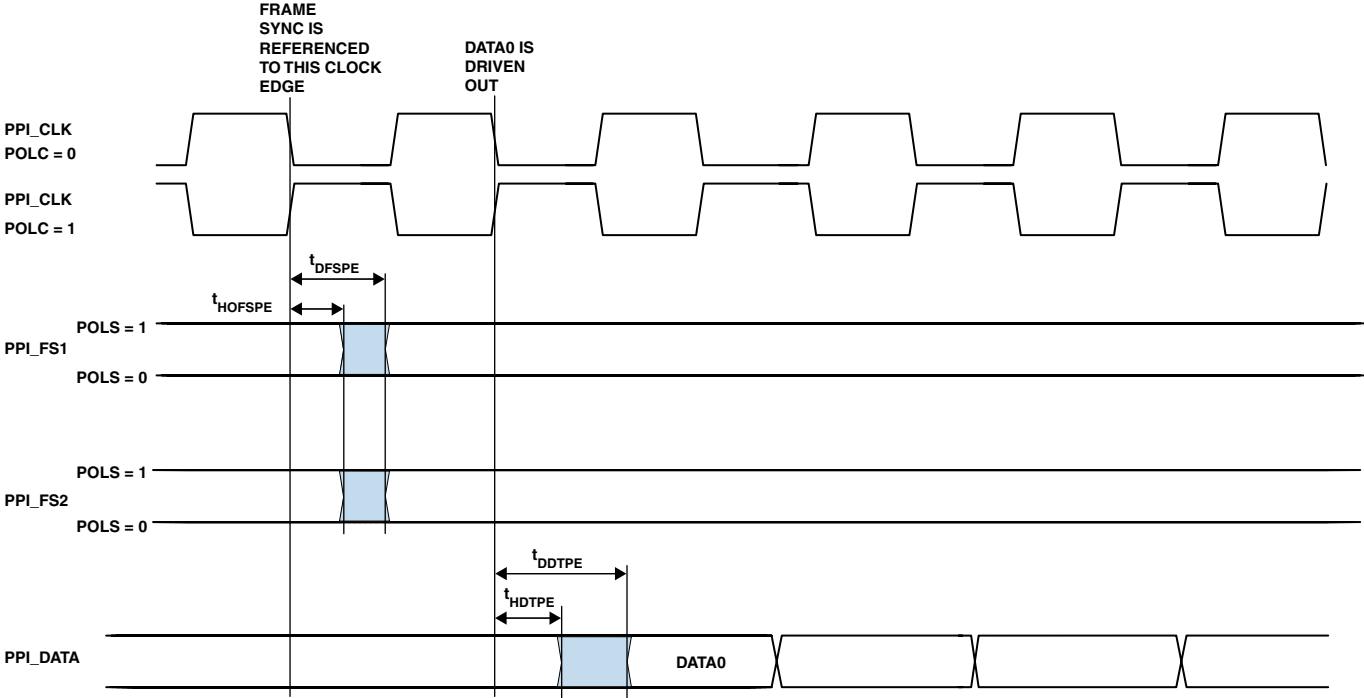 FRAME
SYNC IS
REFERENCED
TO THIS CLOCK
EDGE
DATA0 IS
DRIVEN
OUT
PPI_CLK
POLC = 0
PPI_CLK
POLC = 1
tDFSPE
tHOFSPE
POLS = 1
PPI_FS1
POLS = 0
POLS = 1
PPI_FS2
POLS = 0
tDDTPE
tHDTPE
PPI_DATA
DATA0